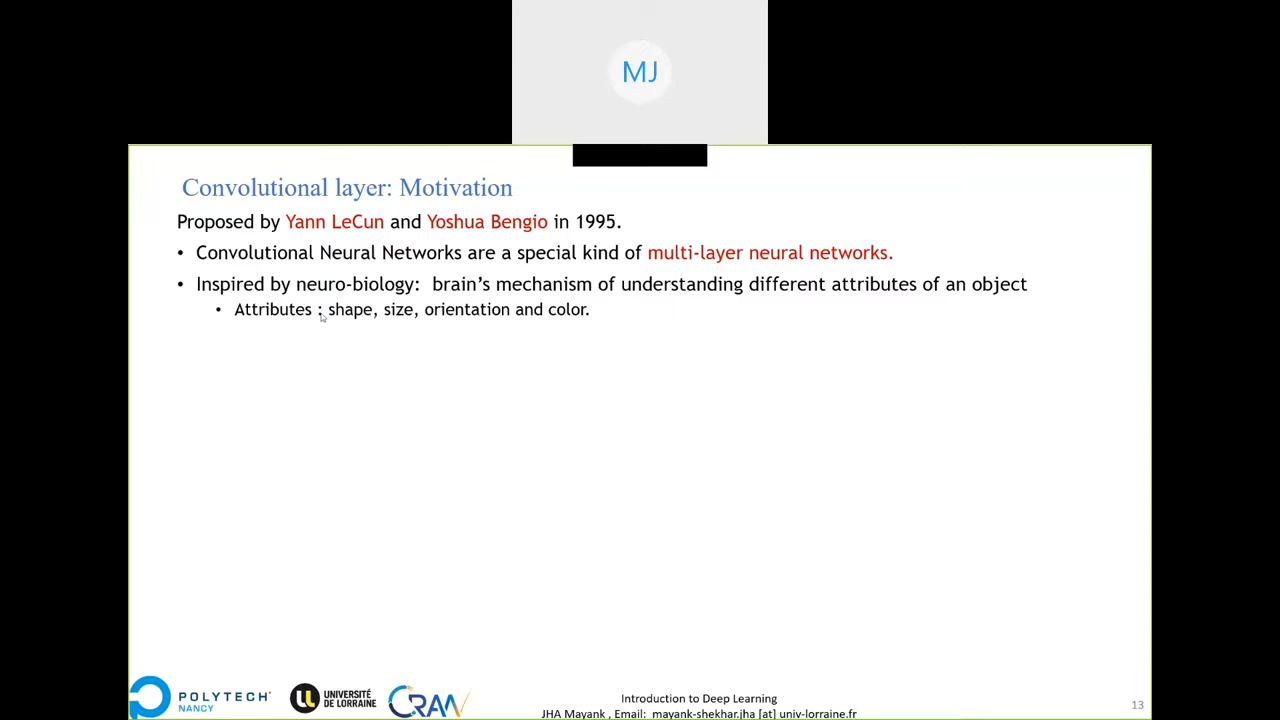 MJ
Convolutional layer: Motivation
Proposed by Yann LeCun and Yoshua Bengio in 1995.
• Convolutional Neural Networks are a special kind of multi-layer neural networks.
• Inspired by neuro-biology: brain's mechanism of understanding different attributes of an object
• Attributes : shape, size, orientation and color.
POLYTECH
NANCY
UNIVERSITÉ
DE LORRAINE
CRAN
Introduction to Deep Learning
JHA Mayank , Email: mayank-shekhar.jha [at] univ-lorraine.fr
13